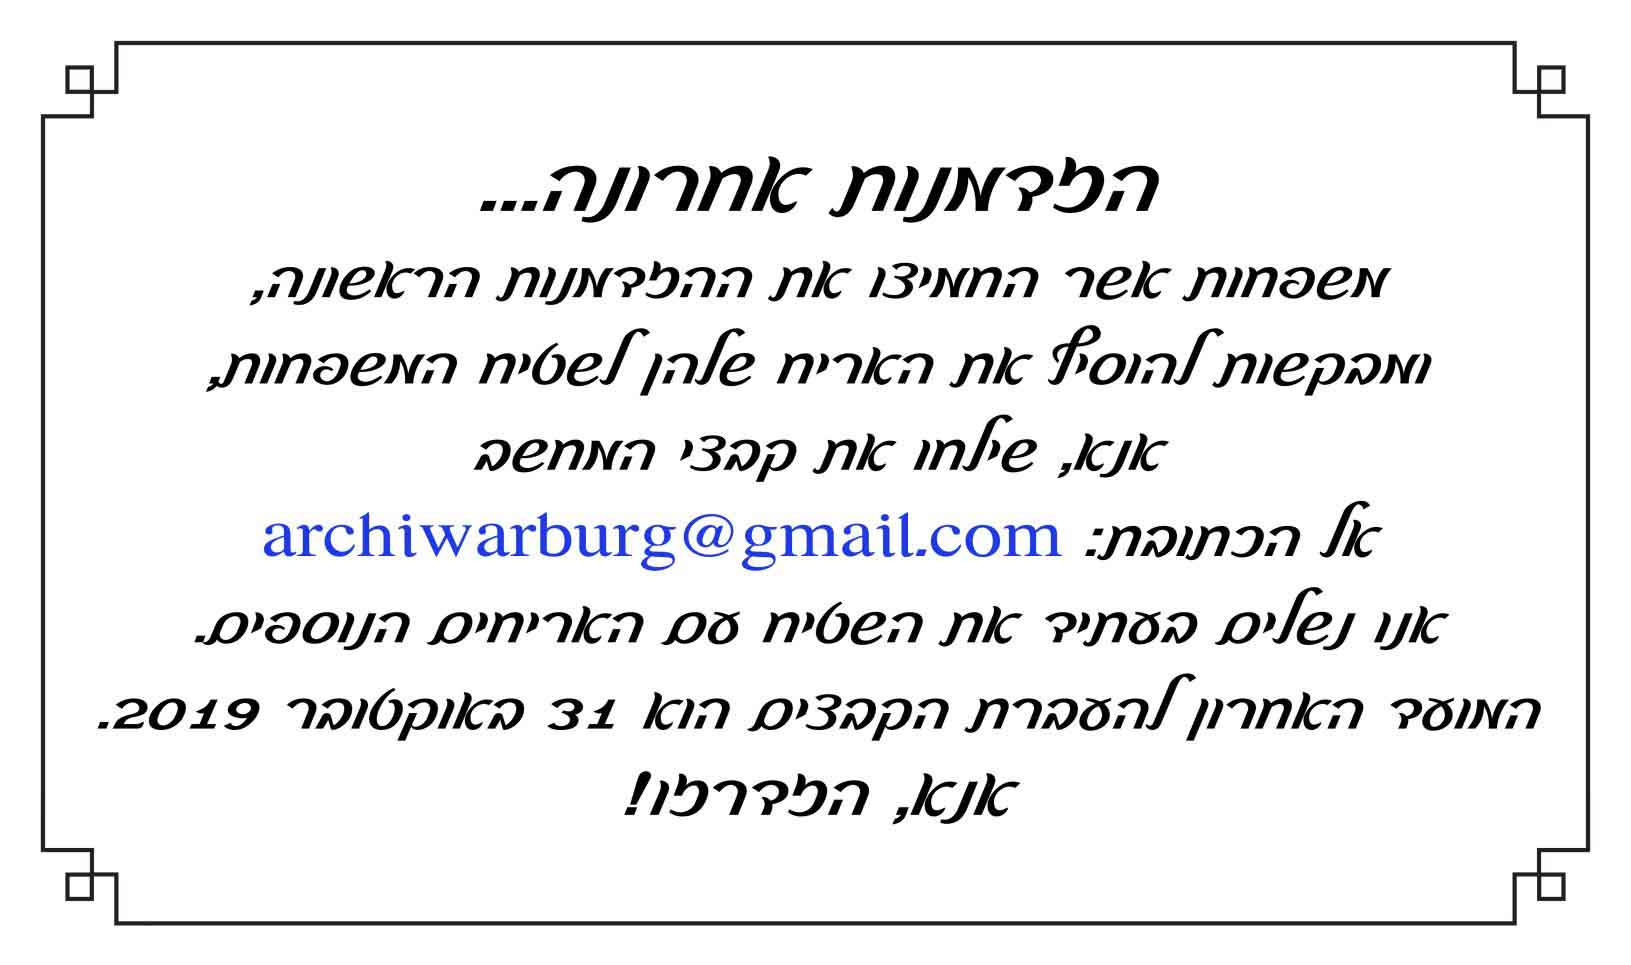 הזדמנות אחרונה...
משפחות אשר החמיצו את ההזדמנות הראשונה,
ומבקשות להוסיף את האריח שלהן לשטיח המשפחות,
אנא, שילחו את קבצי המחשב
אל הכתובת: archiwarburg@gmail.com
אנו נשלים בעתיד את השטיח עם האריחים הנוספים.
המועד האחרון להעברת הקבצים הוא 31 באוקטובר 2019.
אנא, הזדרזו!